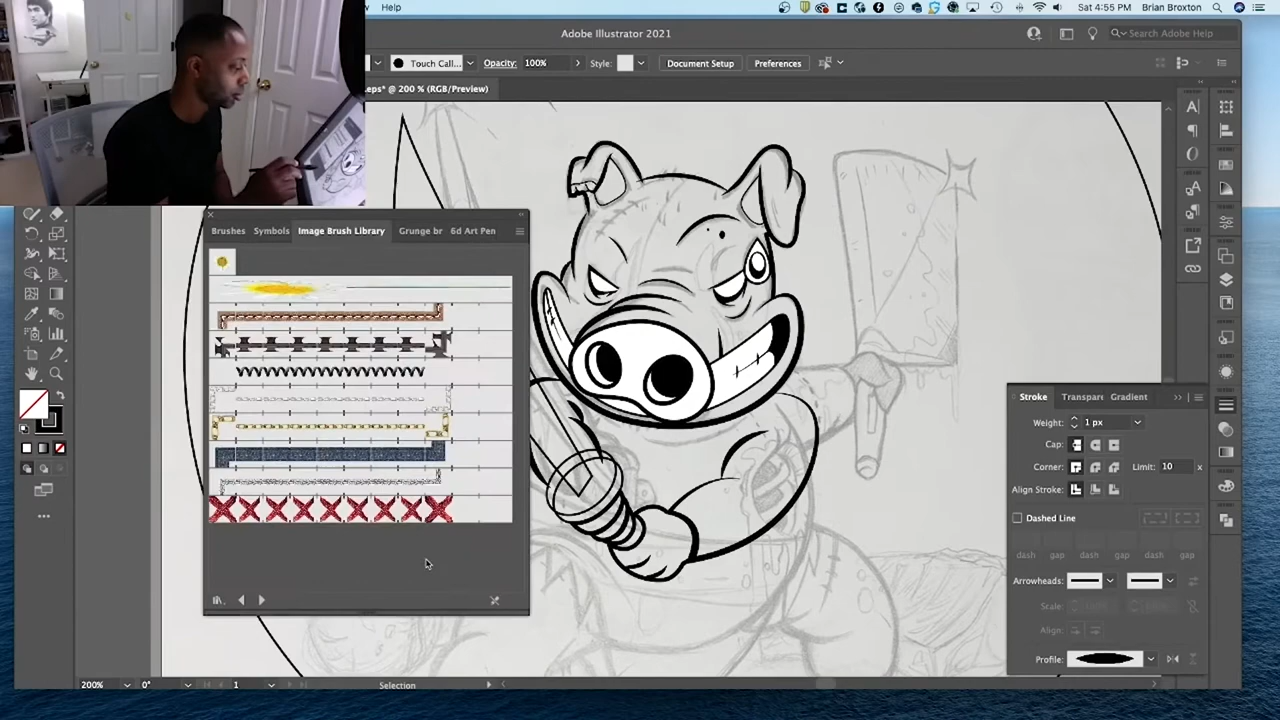 Help
Sat 4:55 PM Brian Broxton
Adobe Illustrator 2021
Search Adobe Help
Touch Call... Opacity: 100% Style: Document Setup Preferences
.eps* @ 200 % (RGB/Preview)
Brushes Symbols Image Brush Library Grunge br 6d Art Pen
Stroke Transpare Gradient
Weight: 1 px
Cap:
Corner: Limit: 10 x
Align Stroke:
Dashed Line
dash gap dash gap dash gap
Arrowheads:
Scale:
Align:
Profile:
200% 0° 1 Selection